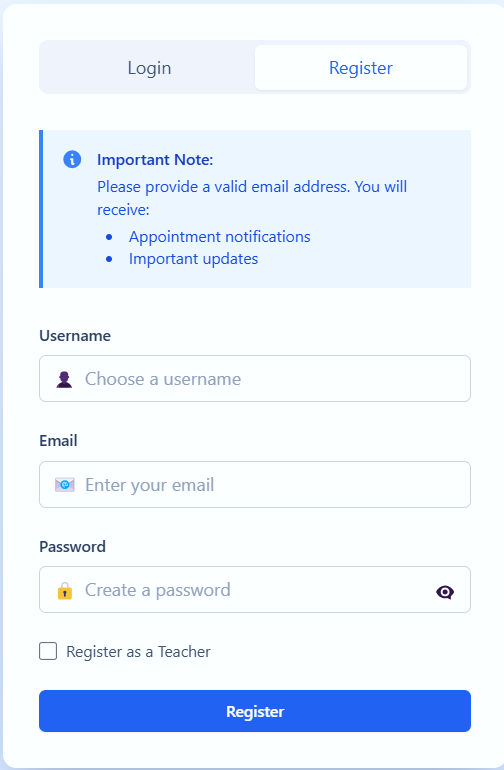 Login
Register
Important Note:
Please provide a valid email address. You will
receive:
• Appointment notifications
• Important updates
Username
Choose a username
Email
Enter your email
Password
Create a password
Register as a Teacher
Register